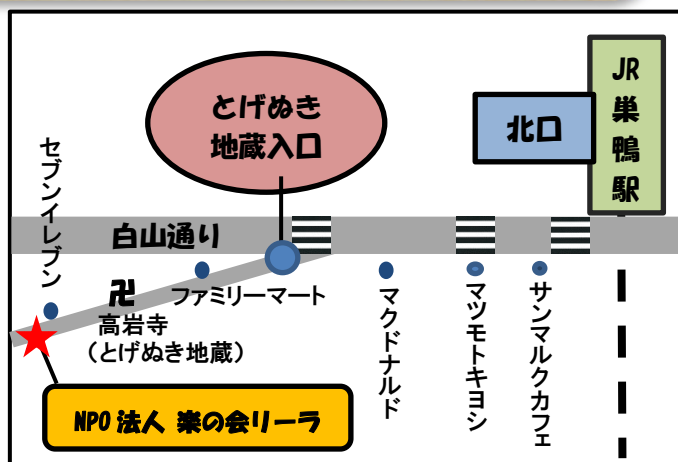 JR
巣
鴨
駅
北口
とげぬき
地蔵入口
セブンイレブン
白山通り
卍
ファミリーマート
高岩寺
（とげぬき地蔵）
マクドナルド
マツモトキヨシ
サンマルクカフェ
NPO法人 楽の会リーラ